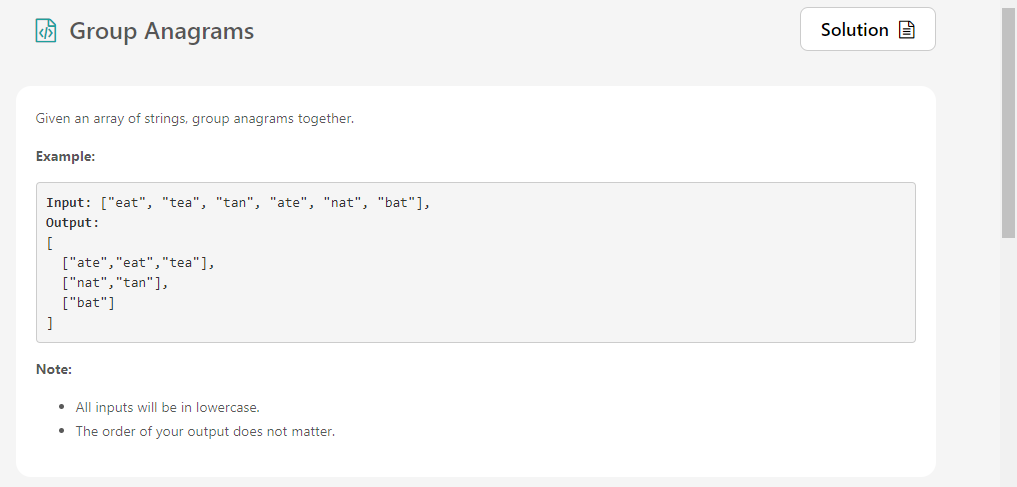 Group Anagrams
Solution
Given an array of strings, group anagrams together.
Example:
Input: ["eat", "tea", "tan", "ate", "nat", "bat"],
Output:
[
  ["ate","eat","tea"],
  ["nat","tan"],
  ["bat"]
]
Note:
• All inputs will be in lowercase.
• The order of your output does not matter.